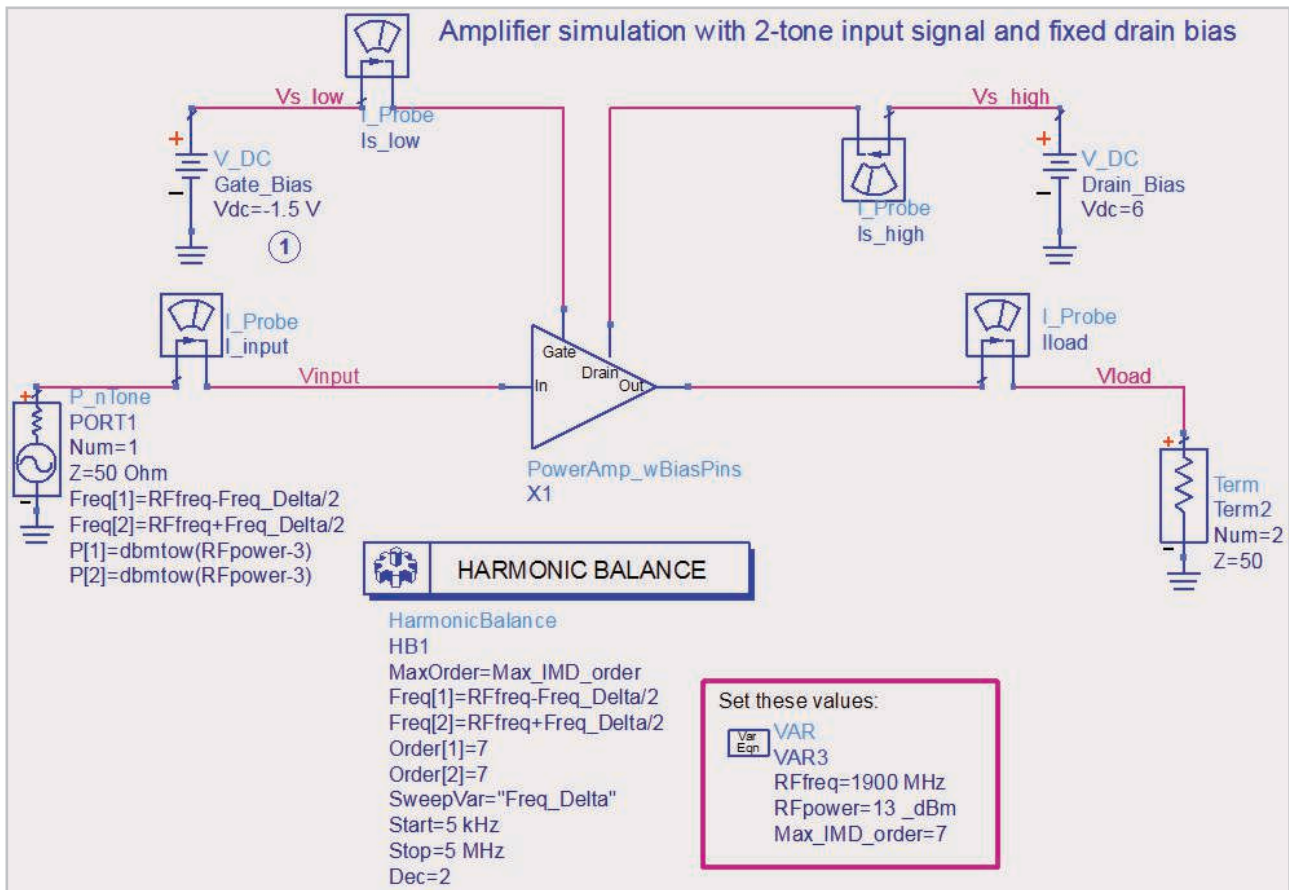 Amplifier simulation with 2-tone input signal and fixed drain bias
Vs_low
I_Probe
Is_low
+
V_DC
Gate_Bias
Vdc=-1.5 V
-
1
Vs_high
I_Probe
Is_high
+
V_DC
Drain_Bias
Vdc=6
-
I_Probe
I_input
Vinput
Gate
Drain
In
Out
PowerAmp_wBiasPins
X1
I_Probe
Iload
Vload
+
P_nTone
PORT1
Num=1
Z=50 Ohm
Freq[1]=RFfreq-Freq_Delta/2
Freq[2]=RFfreq+Freq_Delta/2
P[1]=dbmtow(RFpower-3)
P[2]=dbmtow(RFpower-3)
-
+
Term
Term2
Num=2
Z=50
-
HARMONIC BALANCE
HarmonicBalance
HB1
MaxOrder=Max_IMD_order
Freq[1]=RFfreq-Freq_Delta/2
Freq[2]=RFfreq+Freq_Delta/2
Order[1]=7
Order[2]=7
SweepVar="Freq_Delta"
Start=5 kHz
Stop=5 MHz
Dec=2
Set these values:
Var
Eqn
VAR
VAR3
RFfreq=1900 MHz
RFpower=13 _dBm
Max_IMD_order=7